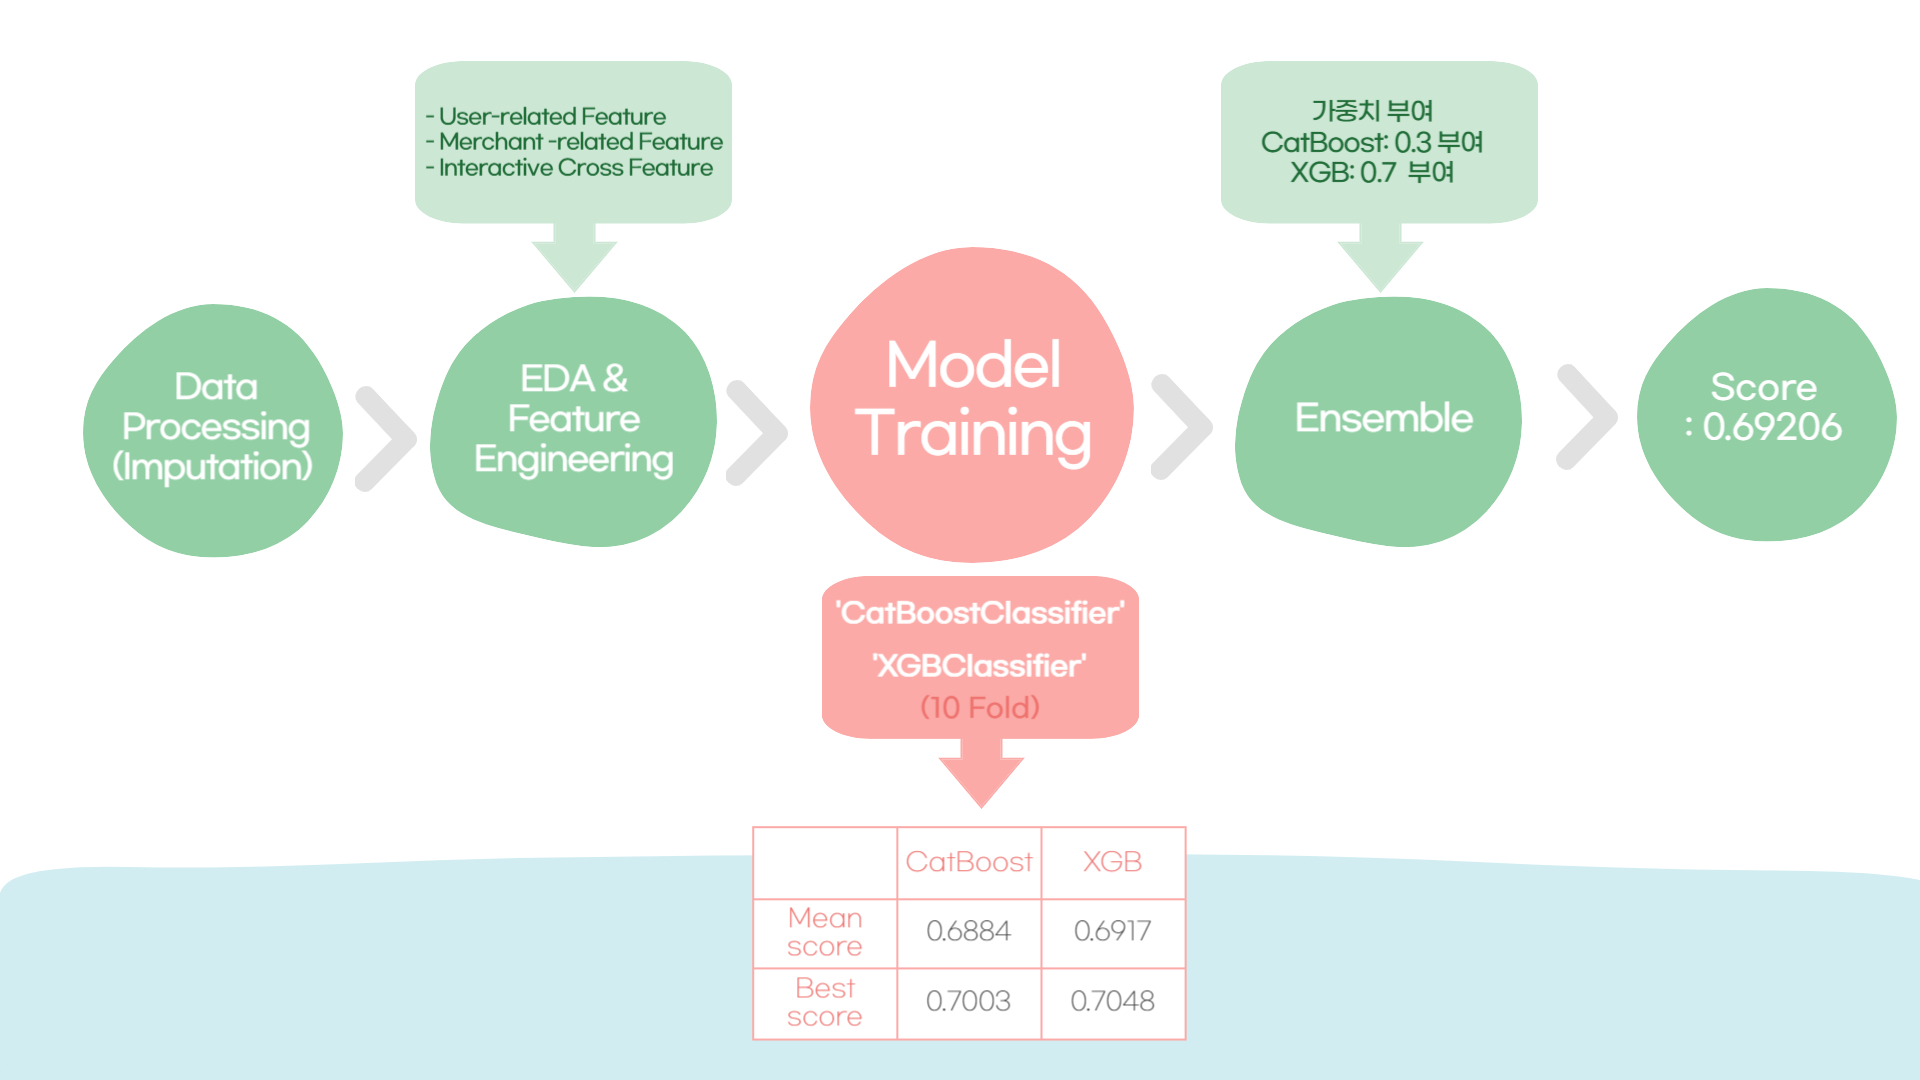 - User-related Feature
- Merchant -related Feature
- Interactive Cross Feature
가중치 부여
CatBoost: 0.3 부여
XGB: 0.7 부여
Data
Processing
(Imputation)
EDA &
Feature
Engineering
Model
Training
Ensemble
Score
: 0.69206
'CatBoostClassifier'
'XGBClassifier'
(10 Fold)
CatBoost XGB
Mean
score
0.6884 0.6917
Best
score
0.7003 0.7048